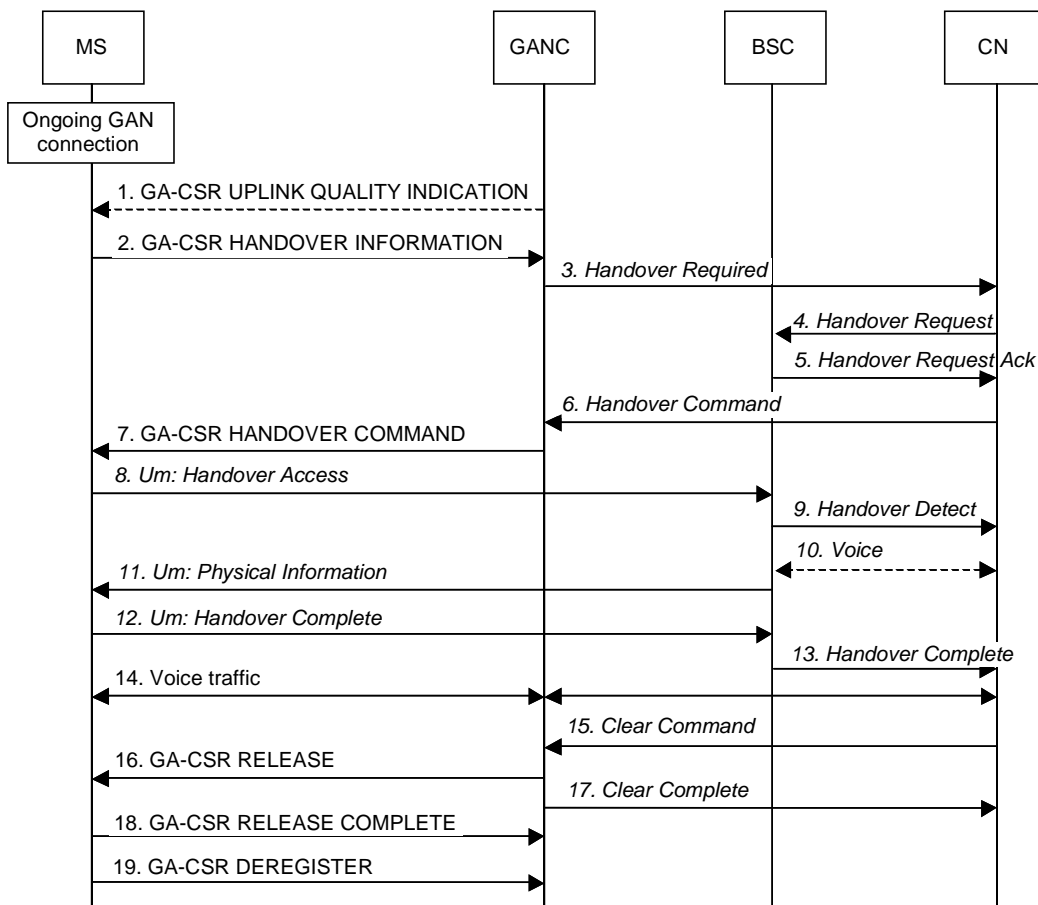 MS
GANC
BSC
CN
Ongoing GAN
connection
1. GA-CSR UPLINK QUALITY INDICATION
2. GA-CSR HANDOVER INFORMATION
3. Handover Required
4. Handover Request
5. Handover Request Ack
6. Handover Command
7. GA-CSR HANDOVER COMMAND
8. Um: Handover Access
9. Handover Detect
10. Voice
11. Um: Physical Information
12. Um: Handover Complete
13. Handover Complete
14. Voice traffic
15. Clear Command
16. GA-CSR RELEASE
17. Clear Complete
18. GA-CSR RELEASE COMPLETE
19. GA-CSR DEREGISTER